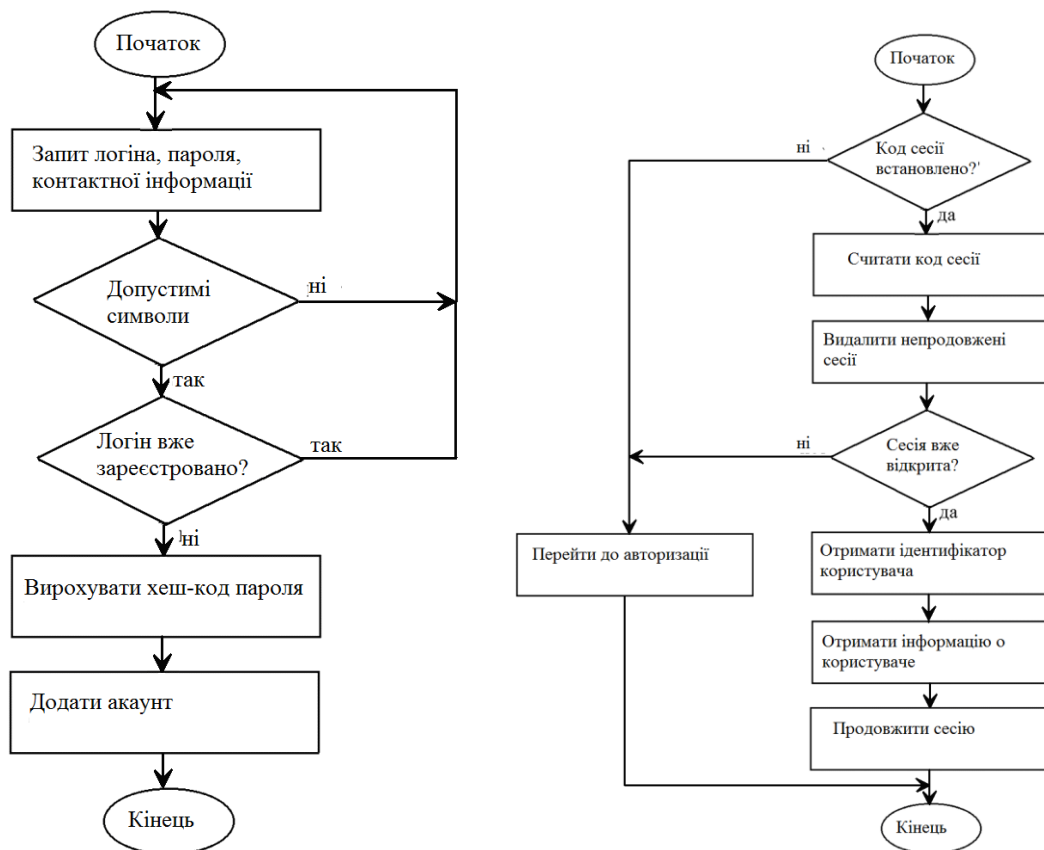 Початок
Запит логіна, пароля,
контактної інформації
Допустимі
символи
ні
так
Логін вже
зареєстровано?
так
ні
Вирохувати хеш-код пароля
Додати акаунт
Кінець
Початок
Код сесії
встановлено?'
ні
да
Считати код сесії
Видалити непродовжені
сесії
Сесія вже
відкрита?
ні
да
Перейти до авторизації
Отримати ідентифікатор
користувача
Отримати інформацію о
користуваче
Продовжити сесію
Кінець